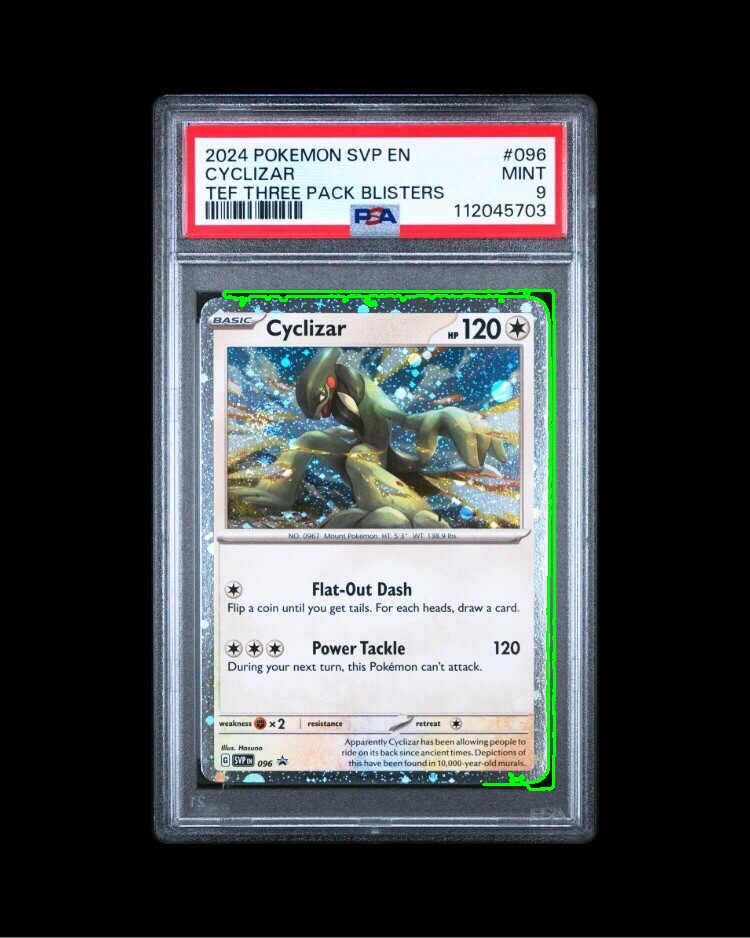 2024 POKEMON SVP EN #096
CYCLIZAR MINT
TEF THREE PACK BLISTERS 9
PSA 112045703
BASIC Cyclizar HP 120
NO. 0967 Mount Pokémon HT: 5'3" WT: 138.9 lbs.
Flat-Out Dash
Flip a coin until you get tails. For each heads, draw a card.
Power Tackle 120
During your next turn, this Pokémon can't attack.
weakness ×2 resistance retreat
Illus. Hasuno
G SVP EN 096
Apparently Cyclizar has been allowing people to
ride on its back since ancient times. Depictions of
this have been found in 10,000-year-old murals.
PSA